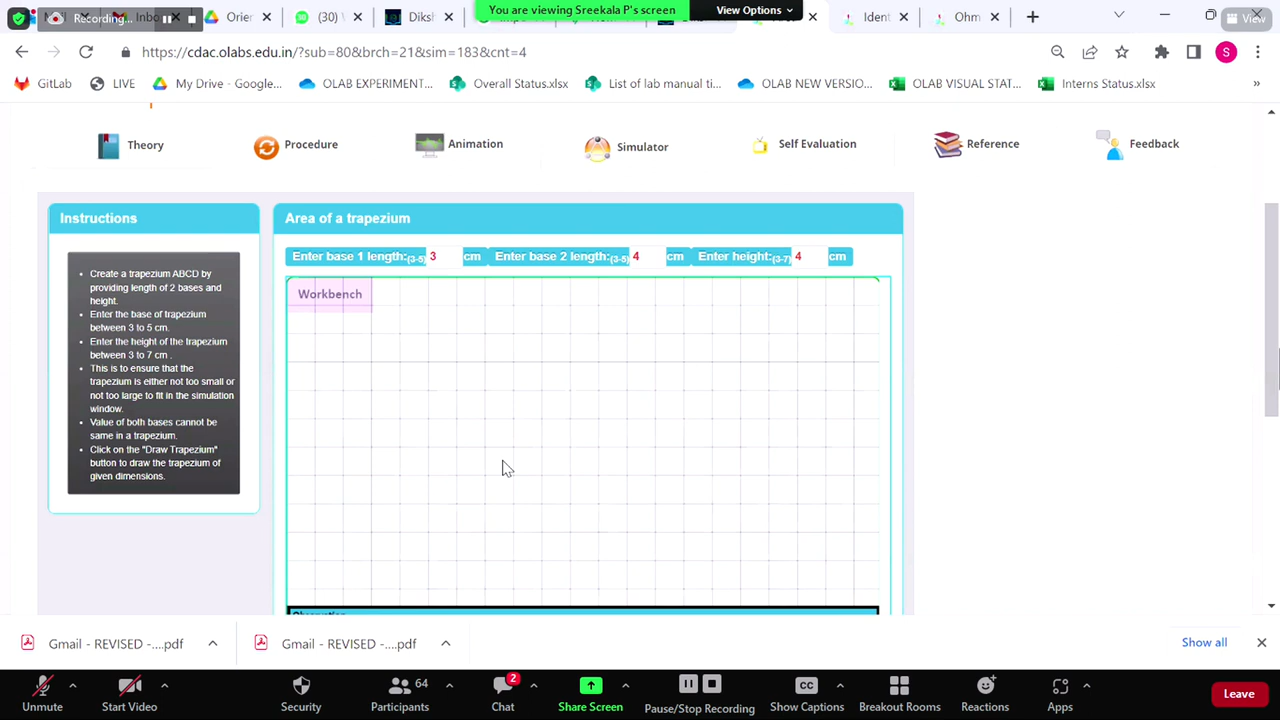 Recording...
Inbo
Orier
(30) V
Diksl
You are viewing Sreekala P's screen
View Options
Ident
Ohm
View
https://cdac.olabs.edu.in/?sub=80&brch=21&sim=183&cnt=4
S
GitLab
LIVE
My Drive - Google...
OLAB EXPERIMENT...
Overall Status.xlsx
List of lab manual ti...
OLAB NEW VERSIO...
OLAB VISUAL STAT...
Interns Status.xlsx
»
Theory
Procedure
Animation
Simulator
Self Evaluation
Reference
Feedback
Instructions
• Create a trapezium ABCD by
providing length of 2 bases and
height.
• Enter the base of trapezium
between 3 to 5 cm.
• Enter the height of the trapezium
between 3 to 7 cm .
• This is to ensure that the
trapezium is either not too small or
not too large to fit in the simulation
window.
• Value of both bases cannot be
same in a trapezium.
• Click on the "Draw Trapezium"
button to draw the trapezium of
given dimensions.
Area of a trapezium
Enter base 1 length:(3-5) 3 cm Enter base 2 length:(3-5) 4 cm Enter height:(3-7) 4 cm
Workbench
Gmail - REVISED -....pdf
Gmail - REVISED -....pdf
Show all
Unmute
Start Video
Security
64
Participants
2
Chat
Share Screen
Pause/Stop Recording
CC
Show Captions
Breakout Rooms
Reactions
Apps
Leave